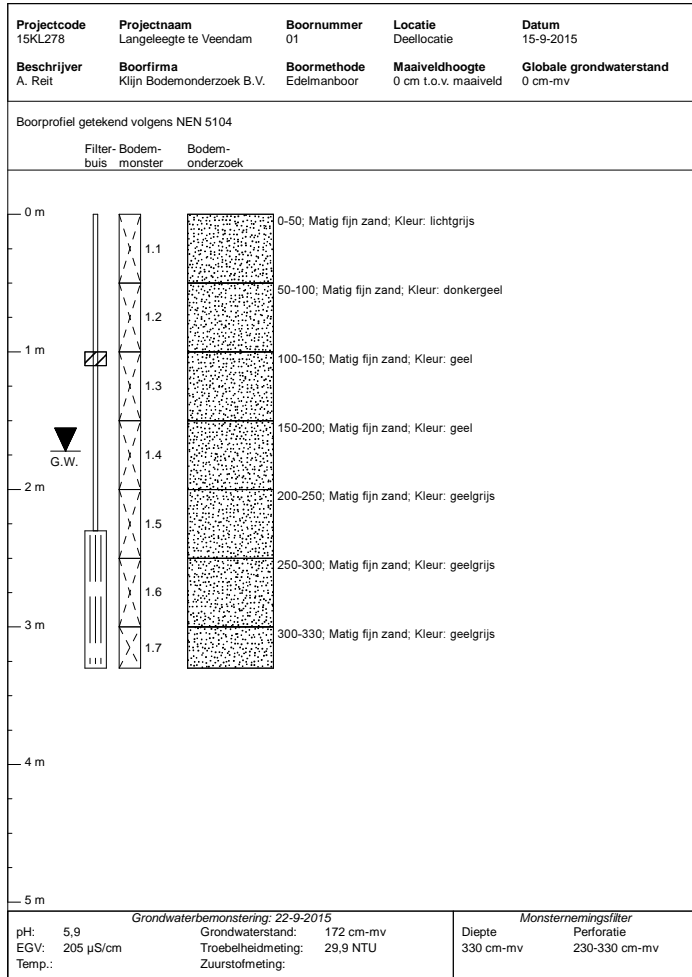 Projectcode Projectnaam Boornummer Locatie Datum
15KL278 Langeleegte te Veendam 01 Deellocatie 15-9-2015
Beschrijver Boorfirma Boormethode Maaiveldhoogte Globale grondwaterstand
A. Reit Klijn Bodemonderzoek B.V. Edelmanboor 0 cm t.o.v. maaiveld 0 cm-mv
Boorprofiel getekend volgens NEN 5104
Filter- Bodem- Bodem-
buis monster onderzoek
0 m
0-50; Matig fijn zand; Kleur: lichtgrijs
1.1
50-100; Matig fijn zand; Kleur: donkergeel
1.2
1 m
100-150; Matig fijn zand; Kleur: geel
1.3
150-200; Matig fijn zand; Kleur: geel
1.4
G.W.
2 m
200-250; Matig fijn zand; Kleur: geelgrijs
1.5
250-300; Matig fijn zand; Kleur: geelgrijs
1.6
3 m
300-330; Matig fijn zand; Kleur: geelgrijs
1.7
4 m
5 m
Grondwaterbemonstering: 22-9-2015 Monsternemingsfilter
pH: 5,9 Grondwaterstand: 172 cm-mv Diepte Perforatie
EGV: 205 µS/cm Troebelheidmeting: 29,9 NTU 330 cm-mv 230-330 cm-mv
Temp.: Zuurstofmeting: